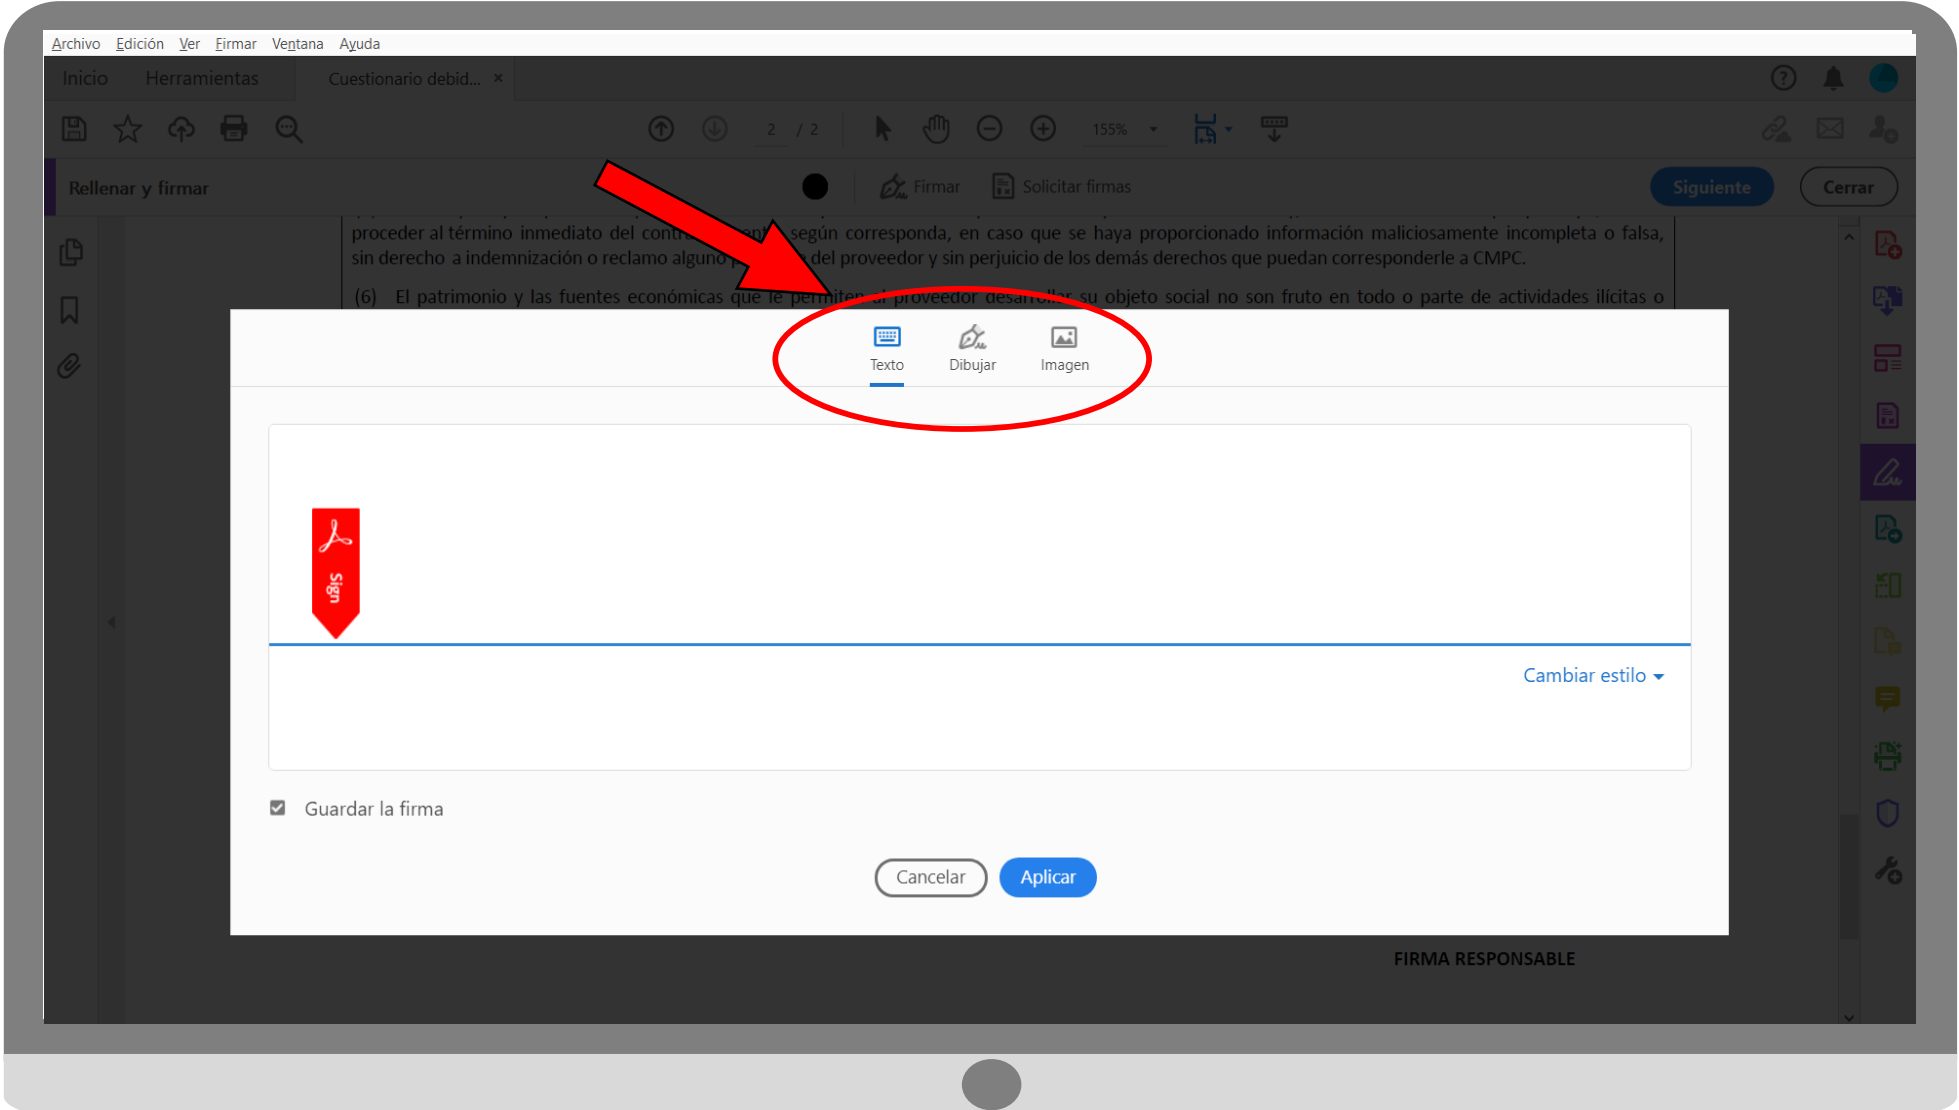 Archivo Edición Ver Firmar Ventana Ayuda
Inicio Herramientas Cuestionario debid... ×
2 / 2 155%
Rellenar y firmar Firmar Solicitar firmas Siguiente Cerrar
proceder al término inmediato del según corresponda, en caso que se haya proporcionado información maliciosamente incompleta o falsa,
sin derecho a indemnización o reclamo alguno del proveedor y sin perjuicio de los demás derechos que puedan corresponderle a CMPC.
(6) El patrimonio y las fuentes económicas que le permiten al proveedor desarrollar su objeto social no son fruto en todo o parte de actividades ilícitas o
Texto Dibujar Imagen
Sign
Cambiar estilo
Guardar la firma
Cancelar Aplicar
FIRMA RESPONSABLE